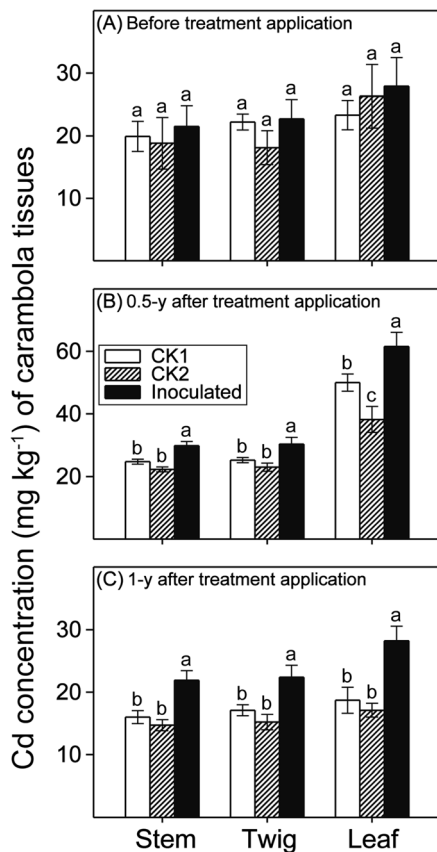 Cd concentration (mg kg⁻¹) of carambola tissues
(A) Before treatment application
30
20
10
a a a a a a a a a
(B) 0.5-y after treatment application
60
40
20
CK1
CK2
Inoculated
b b a b b a b c a
(C) 1-y after treatment application
30
20
10
b b a b b a b b a
Stem Twig Leaf